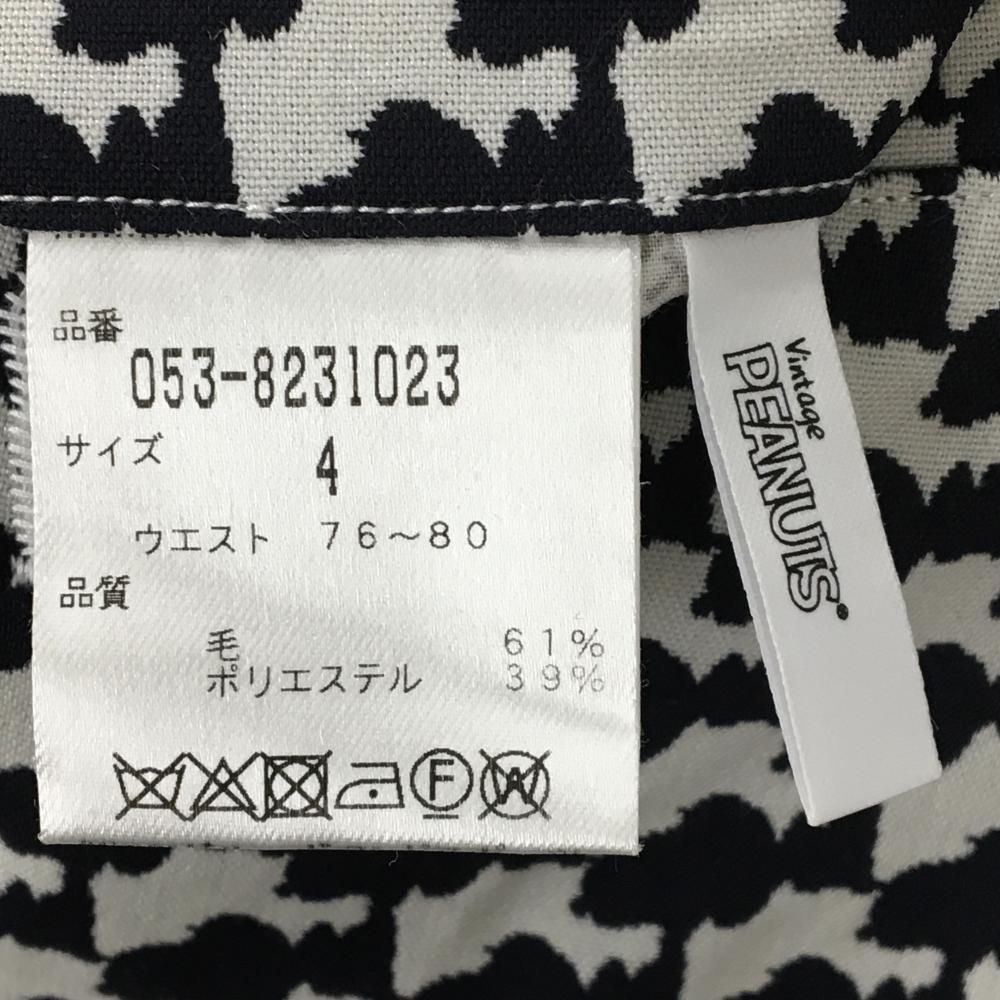 品番
053-8231023
サイズ 4
ウエスト 76~80
品質
毛 61%
ポリエステル 39%
F W
Vintage
PEANUTS